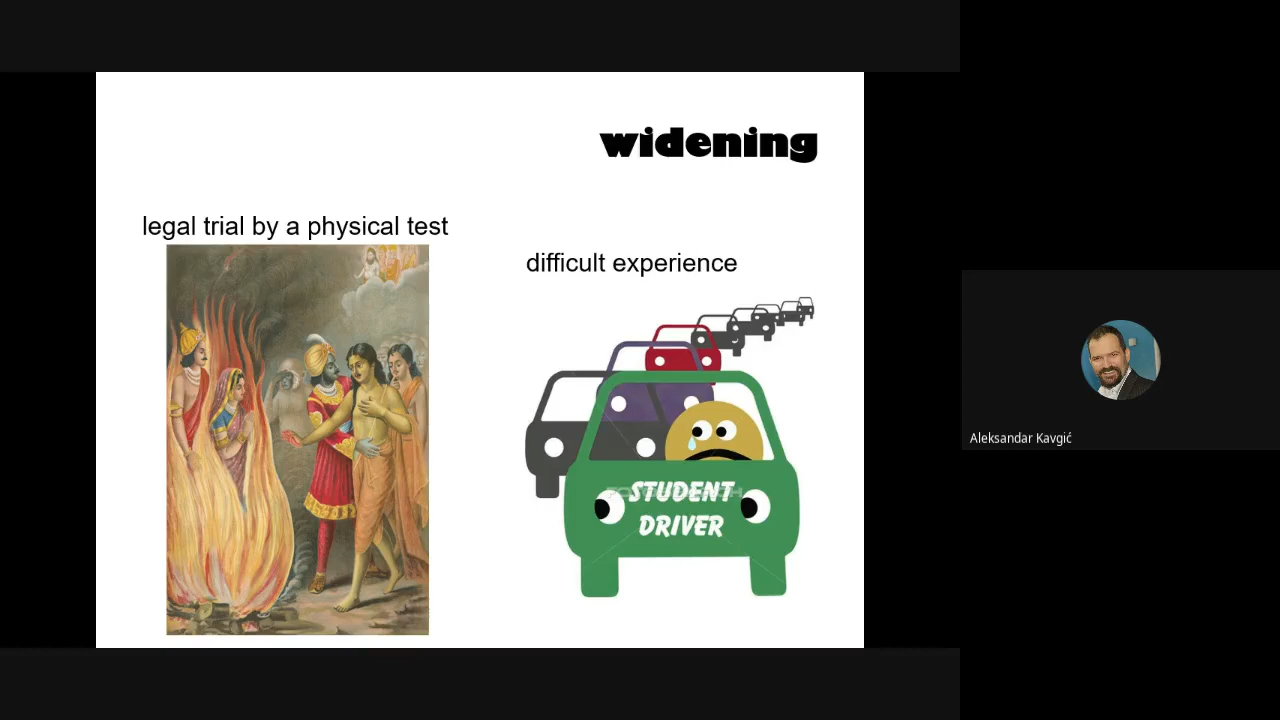 widening
legal trial by a physical test
difficult experience
STUDENT
DRIVER
Aleksandar Kavgić